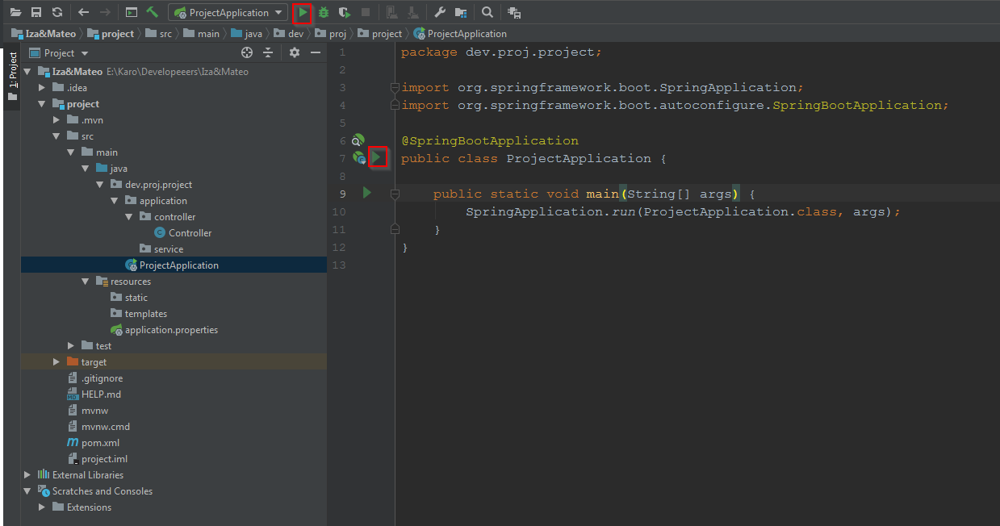 ProjectApplication
Iza&Mateo project src main java dev proj project ProjectApplication
1: Project
Project
Iza&Mateo E:\Karo\Developeeers\Iza&Mateo
.idea
project
.mvn
src
main
java
dev.proj.project
application
controller
Controller
service
ProjectApplication
resources
static
templates
application.properties
test
target
.gitignore
HELP.md
mvnw
mvnw.cmd
pom.xml
project.iml
External Libraries
Scratches and Consoles
Extensions
1 package dev.proj.project;
2
3 import org.springframework.boot.SpringApplication;
4 import org.springframework.boot.autoconfigure.SpringBootApplication;
5
6 @SpringBootApplication
7 public class ProjectApplication {
8
9 public static void main(String[] args) {
10 SpringApplication.run(ProjectApplication.class, args);
11 }
12 }
13